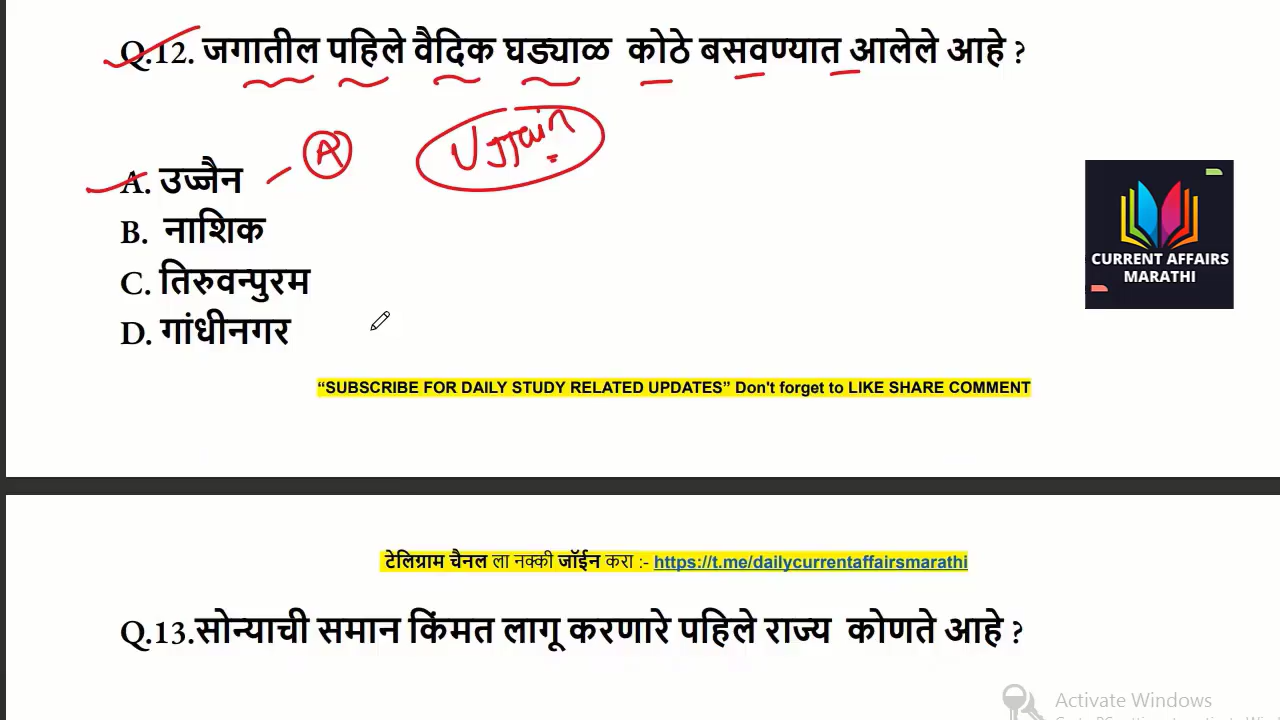 Q.12. जगातील पहिले वैदिक घड्याळ कोठे बसवण्यात आलेले आहे ?
A
Ujjain
A. उज्जैन
B. नाशिक
C. तिरुवन्पुरम
D. गांधीनगर
CURRENT AFFAIRS
MARATHI
“SUBSCRIBE FOR DAILY STUDY RELATED UPDATES” Don't forget to LIKE SHARE COMMENT
टेलिग्राम चैनल ला नक्की जॉईन करा :- https://t.me/dailycurrentaffairsmarathi
Q.13.सोन्याची समान किंमत लागू करणारे पहिले राज्य कोणते आहे ?
Activate Windows